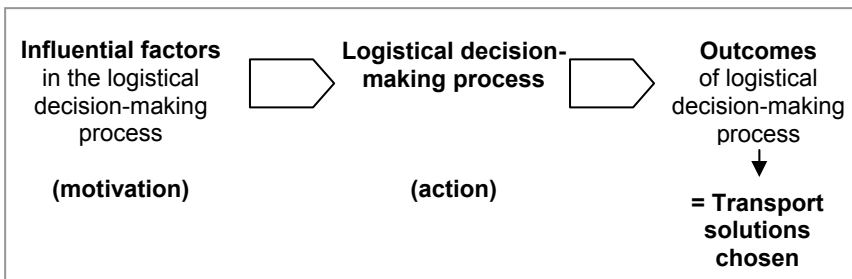 Influential factors
in the logistical
decision-making
process
(motivation)
Logistical decision-
making process
(action)
Outcomes
of logistical
decision-making
process
= Transport
solutions
chosen